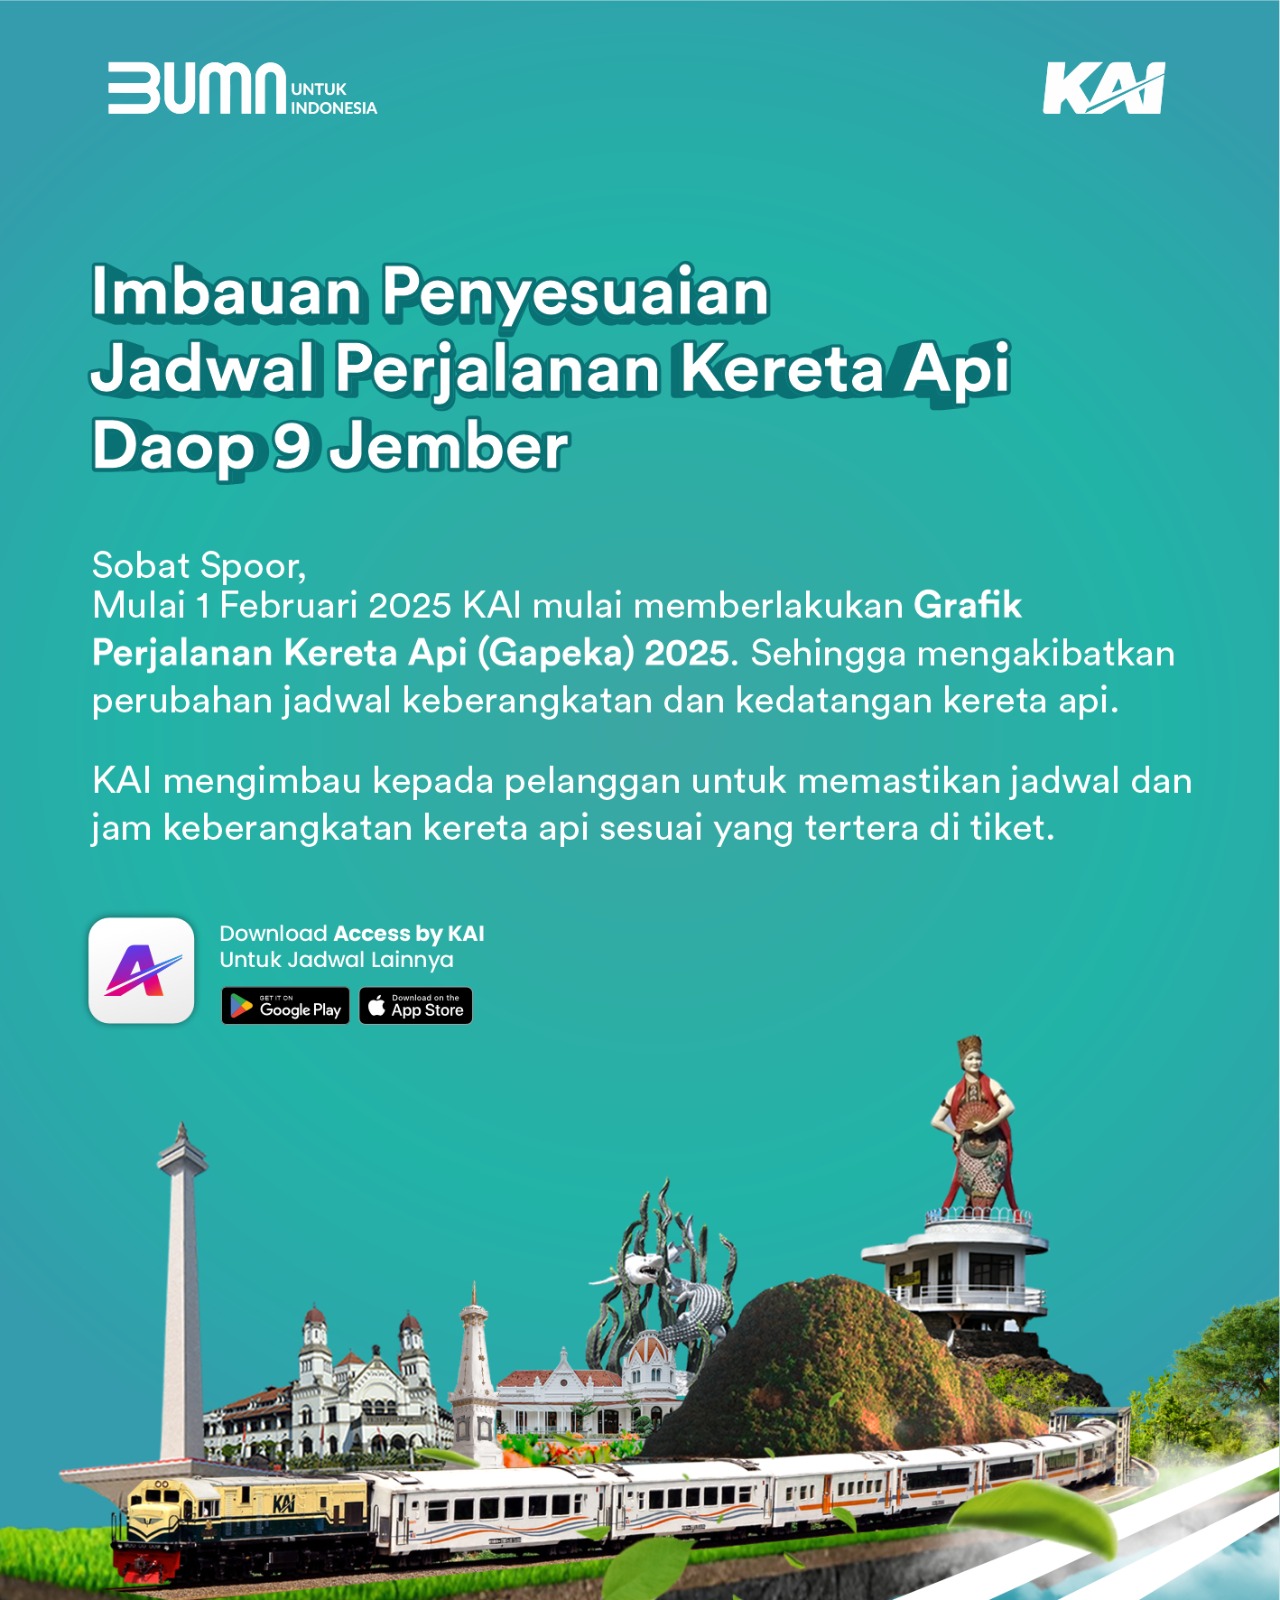 BUMN UNTUK
INDONESIA
KAI
Imbauan Penyesuaian
Jadwal Perjalanan Kereta Api
Daop 9 Jember
Sobat Spoor,
Mulai 1 Februari 2025 KAI mulai memberlakukan Grafik
Perjalanan Kereta Api (Gapeka) 2025. Sehingga mengakibatkan
perubahan jadwal keberangkatan dan kedatangan kereta api.
KAI mengimbau kepada pelanggan untuk memastikan jadwal dan
jam keberangkatan kereta api sesuai yang tertera di tiket.
Download Access by KAI
Untuk Jadwal Lainnya
GET IT ON
Google Play
Download on the
App Store
KAI